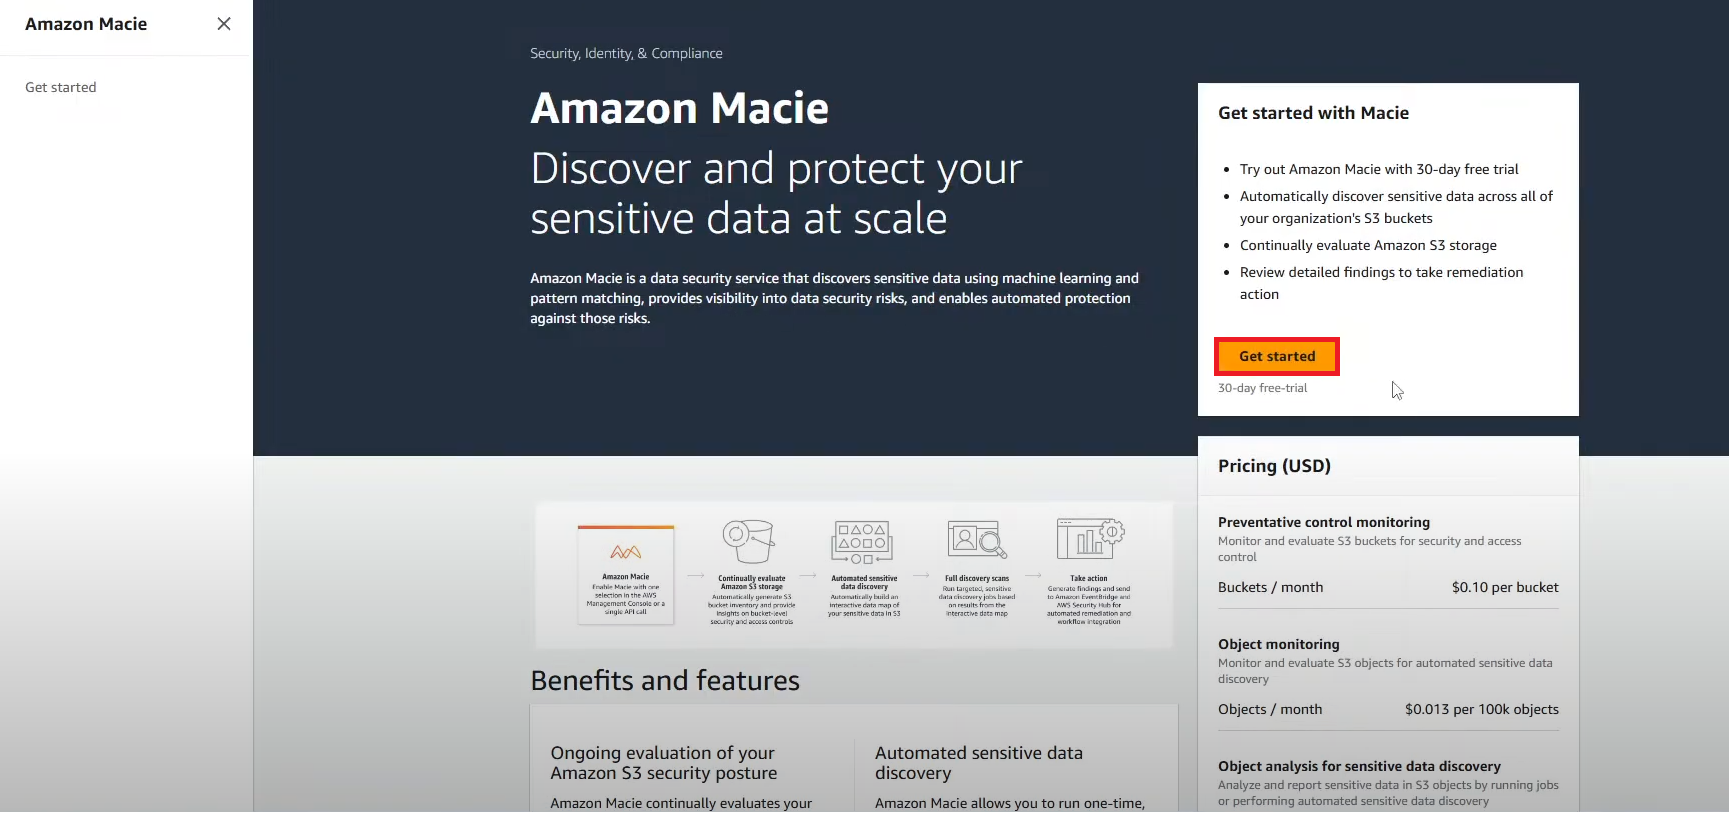 Amazon Macie
Get started
Security, Identity, & Compliance
Amazon Macie
Discover and protect your
sensitive data at scale
Amazon Macie is a data security service that discovers sensitive data using machine learning and
pattern matching, provides visibility into data security risks, and enables automated protection
against those risks.
Get started with Macie
• Try out Amazon Macie with 30-day free trial
• Automatically discover sensitive data across all of
your organization's S3 buckets
• Continually evaluate Amazon S3 storage
• Review detailed findings to take remediation
action
Get started
30-day free-trial
Amazon Macie
Enable Macie with one
selection in the AWS
Management Console or a
single API call
Continually evaluate
Amazon S3 storage
Automatically generate S3
bucket inventory and provide
insights on bucket-level
security and access controls
Automated sensitive
data discovery
Automatically build an
interactive data map of
your sensitive data in S3
Full discovery scans
Run targeted, sensitive
data discovery jobs based
on results from the
interactive data map
Take action
Generate findings and send
to Amazon EventBridge and
AWS Security Hub for
automated remediation and
workflow integration
Benefits and features
Ongoing evaluation of your
Amazon S3 security posture
Amazon Macie continually evaluates your
Automated sensitive data
discovery
Amazon Macie allows you to run one-time,
Pricing (USD)
Preventative control monitoring
Monitor and evaluate S3 buckets for security and access
control
Buckets / month $0.10 per bucket
Object monitoring
Monitor and evaluate S3 objects for automated sensitive data
discovery
Objects / month $0.013 per 100k objects
Object analysis for sensitive data discovery
Analyze and report sensitive data in S3 objects by running jobs
or performing automated sensitive data discovery